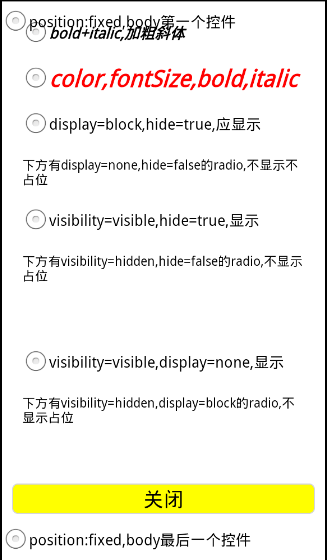 position:fixed,body第一个控件
bold+italic,加粗斜体
color,fontSize,bold,italic
display=block,hide=true,应显示
下方有display=none,hide=false的radio,不显示不
占位
visibility=visible,hide=true,显示
下方有visibility=hidden,hide=false的radio,不显示
占位
visibility=visible,display=none,显示
下方有visibility=hidden,display=block的radio,不
显示占位
关闭
position:fixed,body最后一个控件